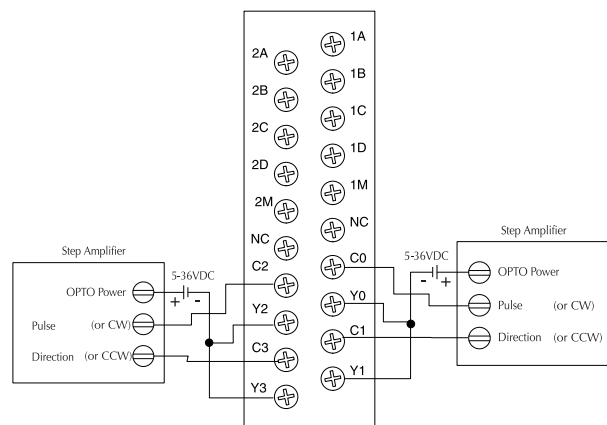 1A
2A
1B
2B
1C
2C
1D
2D
1M
2M
NC
NC
Step Amplifier
OPTO Power
5-36VDC
+ -
Pulse (or CW)
Direction (or CCW)
C2
Y2
C3
Y3
C0
Y0
C1
Y1
Step Amplifier
5-36VDC
- +
OPTO Power
Pulse (or CW)
Direction (or CCW)